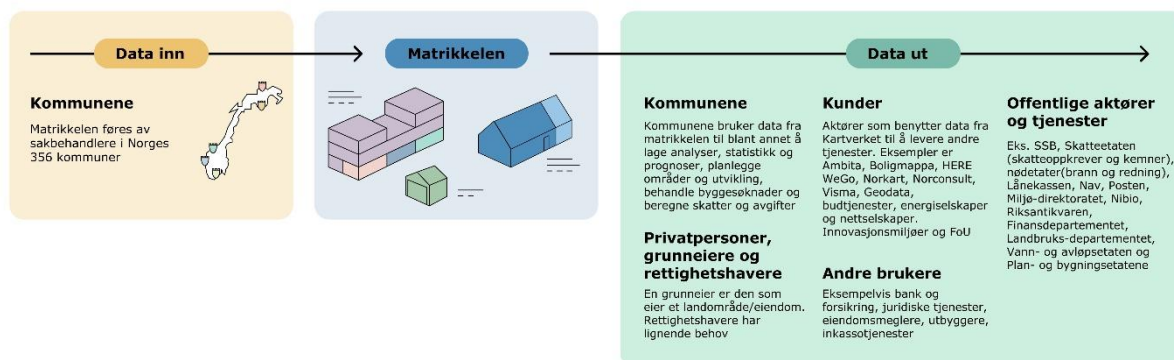 Data inn
Kommunene
Matrikkelen føres av
sakbehandlere i Norges
356 kommuner
Matrikkelen
Data ut
Kommunene
Kommunene bruker data fra
matrikkelen til blant annet å
lage analyser, statistikk og
prognoser, planlegge
områder og utvikling,
behandle byggesøknader og
beregne skatter og avgifter
Privatpersoner,
grunneiere og
rettighetshavere
En grunneier er den som
eier et landområde/eiendom.
Rettighetshavere har
lignende behov
Kunder
Aktører som benytter data fra
Kartverket til å levere andre
tjenester. Eksempler er
Ambita, Boligmappa, HERE
WeGo, Norkart, Norconsult,
Visma, Geodata,
budtjenester, energiselskaper
og nettselskaper.
Innovasjonsmiljøer og FoU
Andre brukere
Eksempelvis bank og
forsikring, juridiske tjenester,
eiendomsmeglere, utbyggere,
inkassotjenester
Offentlige aktører
og tjenester
Eks. SSB, Skatteetaten
(skatteoppkrever og kemner),
nødetater(brann og redning),
Lånekassen, Nav, Posten,
Miljø-direktoratet, Nibio,
Riksantikvaren,
Finansdepartementet,
Landbruks-departementet,
Vann- og avløpsetaten og
Plan- og bygningsetatene